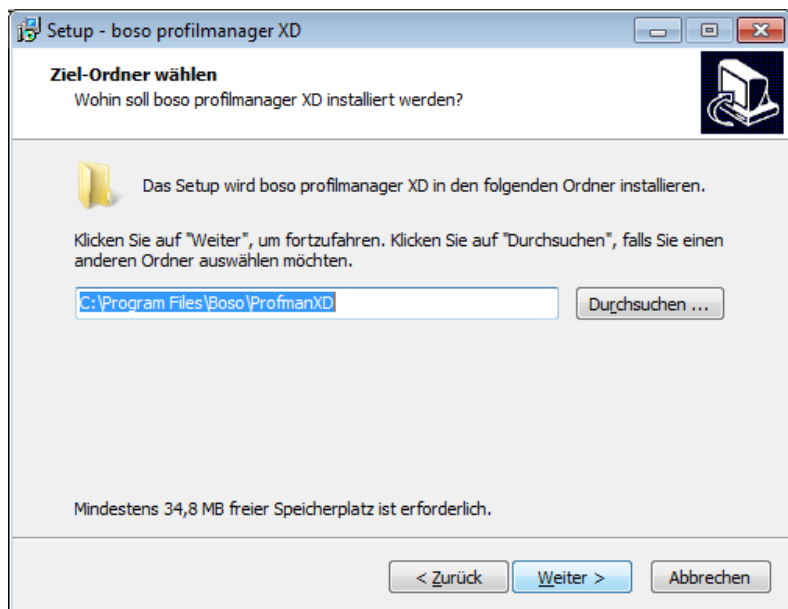 Setup - boso profilmanager XD
Ziel-Ordner wählen
Wohin soll boso profilmanager XD installiert werden?
Das Setup wird boso profilmanager XD in den folgenden Ordner installieren.
Klicken Sie auf "Weiter", um fortzufahren. Klicken Sie auf "Durchsuchen", falls Sie einen
anderen Ordner auswählen möchten.
C:\Program Files\Boso\ProfmanXD
Durchsuchen ...
Mindestens 34,8 MB freier Speicherplatz ist erforderlich.
< Zurück
Weiter >
Abbrechen